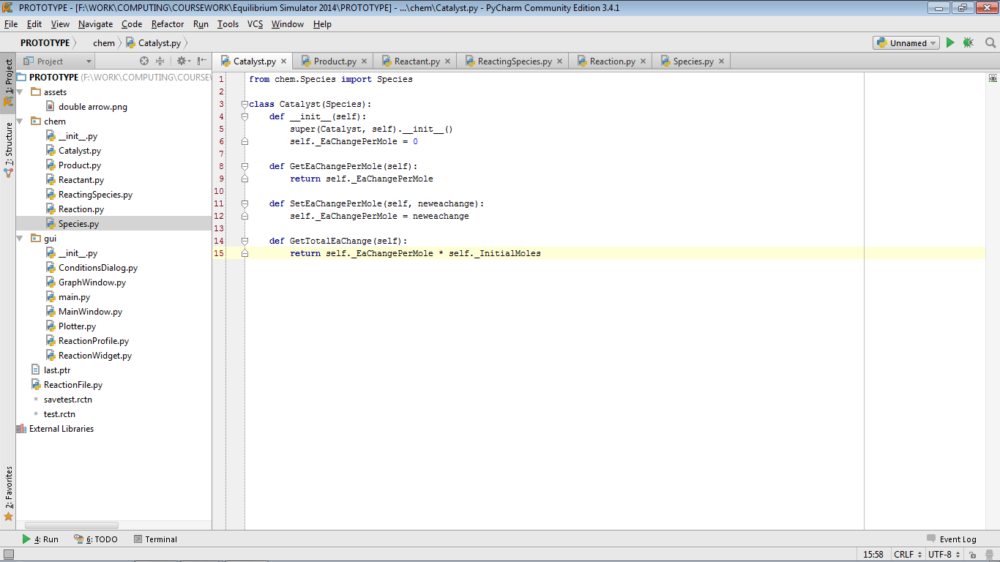 PROTOTYPE - [F:\WORK\COMPUTING\COURSEWORK\Equilibrium Simulator 2014\PROTOTYPE] - ...\chem\Catalyst.py - PyCharm Community Edition 3.4.1
File Edit View Navigate Code Refactor Run Tools VCS Window Help
PROTOTYPE chem Catalyst.py Unnamed
1: Project
7: Structure
2: Favorites
Project
PROTOTYPE (F:\WORK\COMPUTING\COURSEW
assets
double arrow.png
chem
__init__.py
Catalyst.py
Product.py
Reactant.py
ReactingSpecies.py
Reaction.py
Species.py
gui
__init__.py
ConditionsDialog.py
GraphWindow.py
main.py
MainWindow.py
Plotter.py
ReactionProfile.py
ReactionWidget.py
last.ptr
ReactionFile.py
savetest.rctn
test.rctn
External Libraries
Catalyst.py Product.py Reactant.py ReactingSpecies.py Reaction.py Species.py
1 from chem.Species import Species
2
3 class Catalyst(Species):
4     def __init__(self):
5         super(Catalyst, self).__init__()
6         self._EaChangePerMole = 0
7
8     def GetEaChangePerMole(self):
9         return self._EaChangePerMole
10
11     def SetEaChangePerMole(self, neweachange):
12         self._EaChangePerMole = neweachange
13
14     def GetTotalEaChange(self):
15         return self._EaChangePerMole * self._InitialMoles
4: Run 6: TODO Terminal Event Log
15:58 CRLF UTF-8